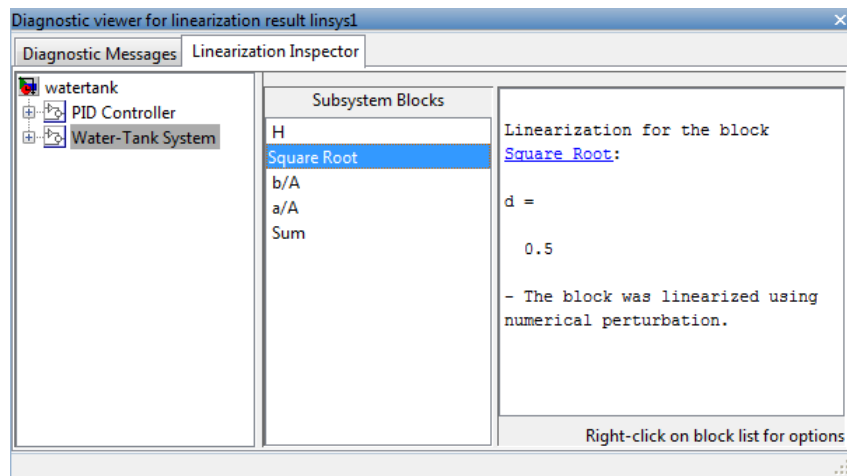 Diagnostic viewer for linearization result linsys1
Diagnostic Messages
Linearization Inspector
watertank
PID Controller
Water-Tank System
Subsystem Blocks
H
Square Root
b/A
a/A
Sum
Linearization for the block
Square Root:
d =
0.5
- The block was linearized using
numerical perturbation.
Right-click on block list for options